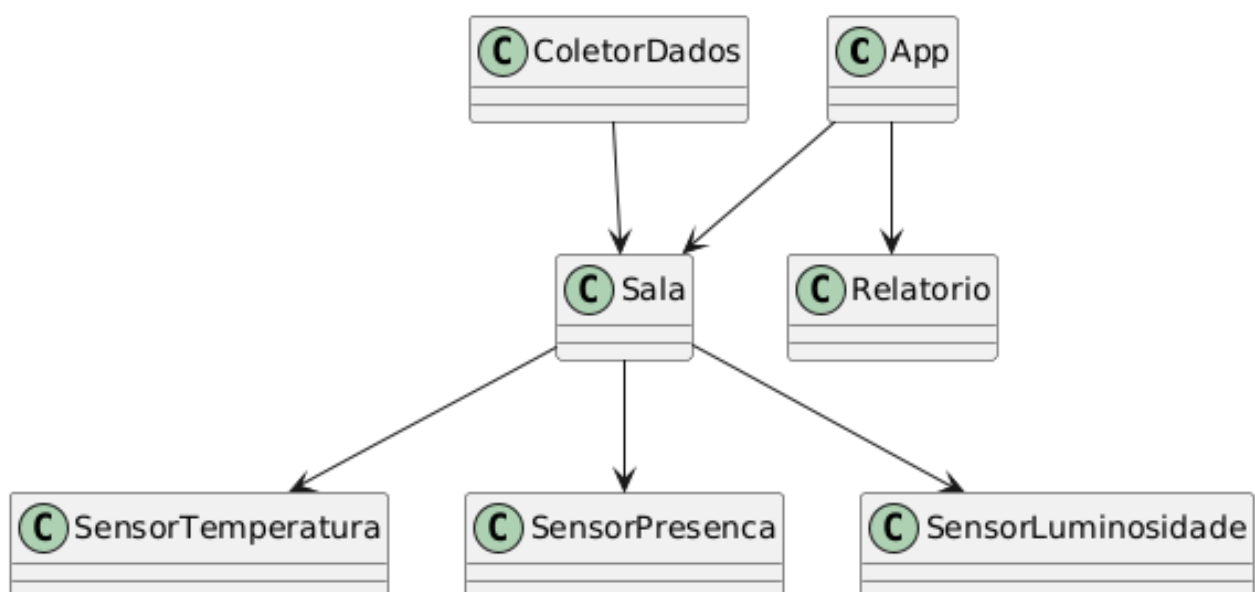 C ColetorDados
C App
C Sala
C Relatorio
C SensorTemperatura
C SensorPresenca
C SensorLuminosidade